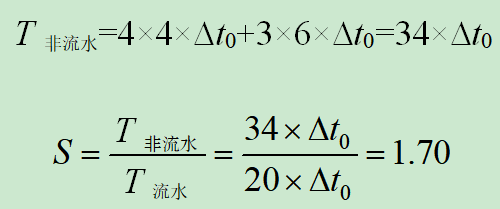 T 非流水=4×4×Δt0+3×6×Δt0=34×Δt0
S = T 非流水 / T 流水 = 34×Δt0 / 20×Δt0 = 1.70